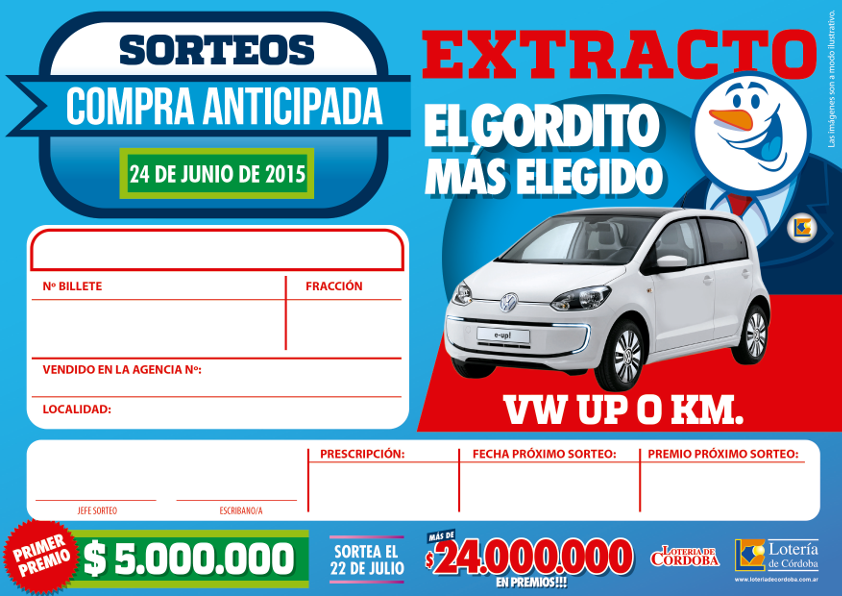 SORTEOS
COMPRA ANTICIPADA
24 DE JUNIO DE 2015
EXTRACTO
EL GORDITO
MÁS ELEGIDO
Las imágenes son a modo ilustrativo.
e-up!
VW UP 0 KM.
Nº BILLETE
FRACCIÓN
VENDIDO EN LA AGENCIA Nº:
LOCALIDAD:
JEFE SORTEO
ESCRIBANO/A
PRESCRIPCIÓN:
FECHA PRÓXIMO SORTEO:
PREMIO PRÓXIMO SORTEO:
PRIMER
PREMIO
$ 5.000.000
SORTEA EL
22 DE JULIO
MÁS DE
$24.000.000
EN PREMIOS!!!
LOTERIA DE
CORDOBA
Lotería
de Córdoba
www.loteriadecordoba.com.ar